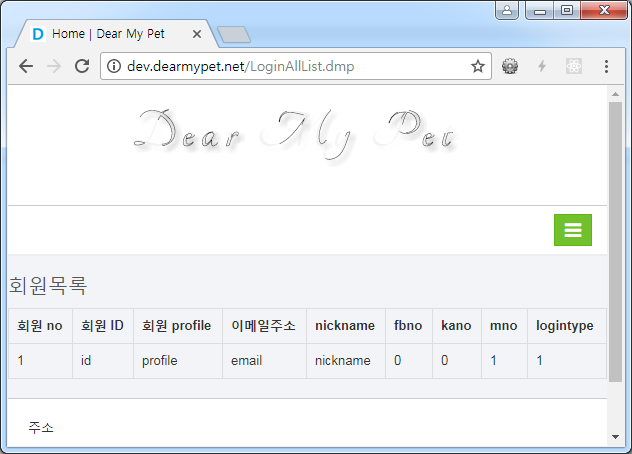 Home | Dear My Pet
dev.dearmypet.net/LoginAllList.dmp
Dear My Pet
회원목록
회원 no 회원 ID 회원 profile 이메일주소 nickname fbno kano mno logintype
1 id profile email nickname 0 0 1 1
주소